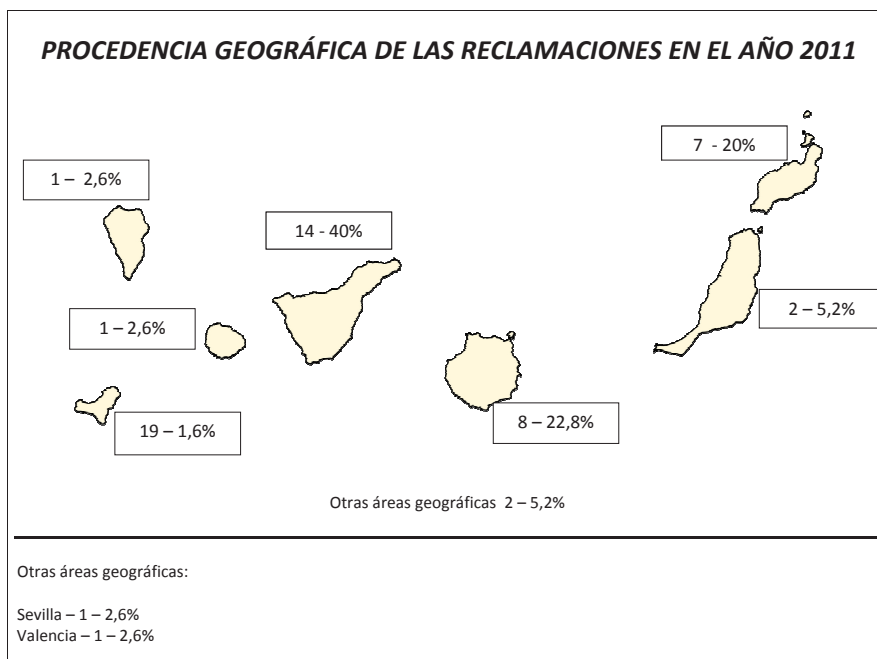 PROCEDENCIA GEOGRÁFICA DE LAS RECLAMACIONES EN EL AÑO 2011
7 - 20%
1 – 2,6%
14 - 40%
2 – 5,2%
1 – 2,6%
19 – 1,6%
8 – 22,8%
Otras áreas geográficas 2 – 5,2%
Otras áreas geográficas:
Sevilla – 1 – 2,6%
Valencia – 1 – 2,6%